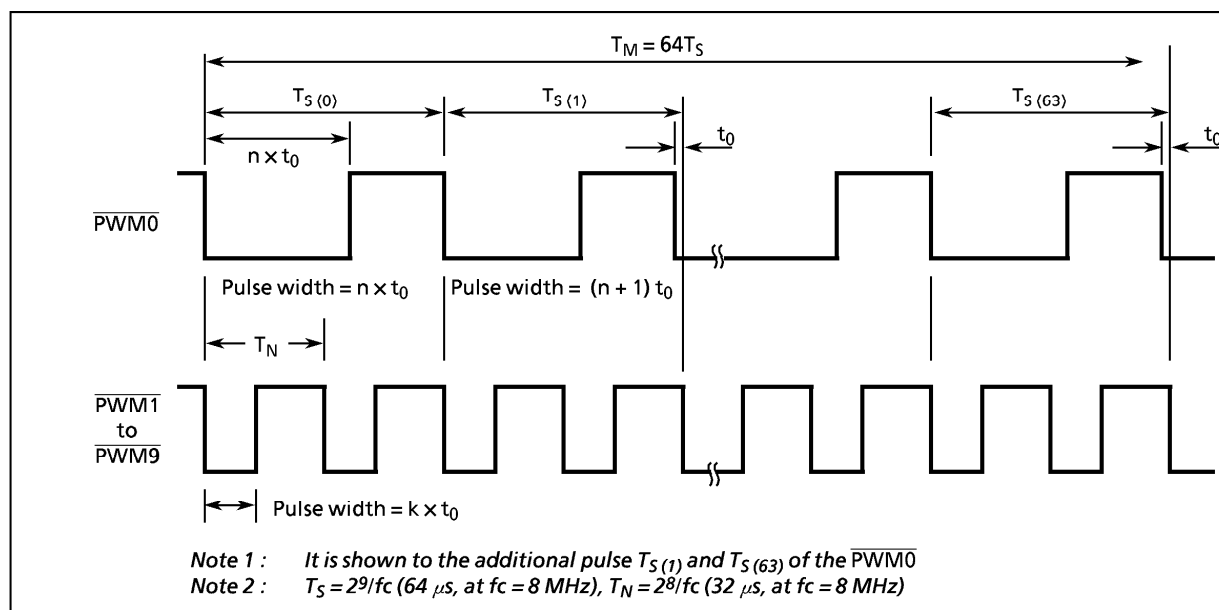 T_M = 64T_S
T_S (0) T_S (1) T_S (63)
n × t_0 t_0 t_0
PWM0
Pulse width = n × t_0 Pulse width = (n + 1) t_0
T_N
PWM1
to
PWM9
Pulse width = k × t_0
Note 1 : It is shown to the additional pulse T_S (1) and T_S (63) of the PWM0
Note 2 : T_S = 2^9/fc (64 μs, at fc = 8 MHz), T_N = 2^8/fc (32 μs, at fc = 8 MHz)